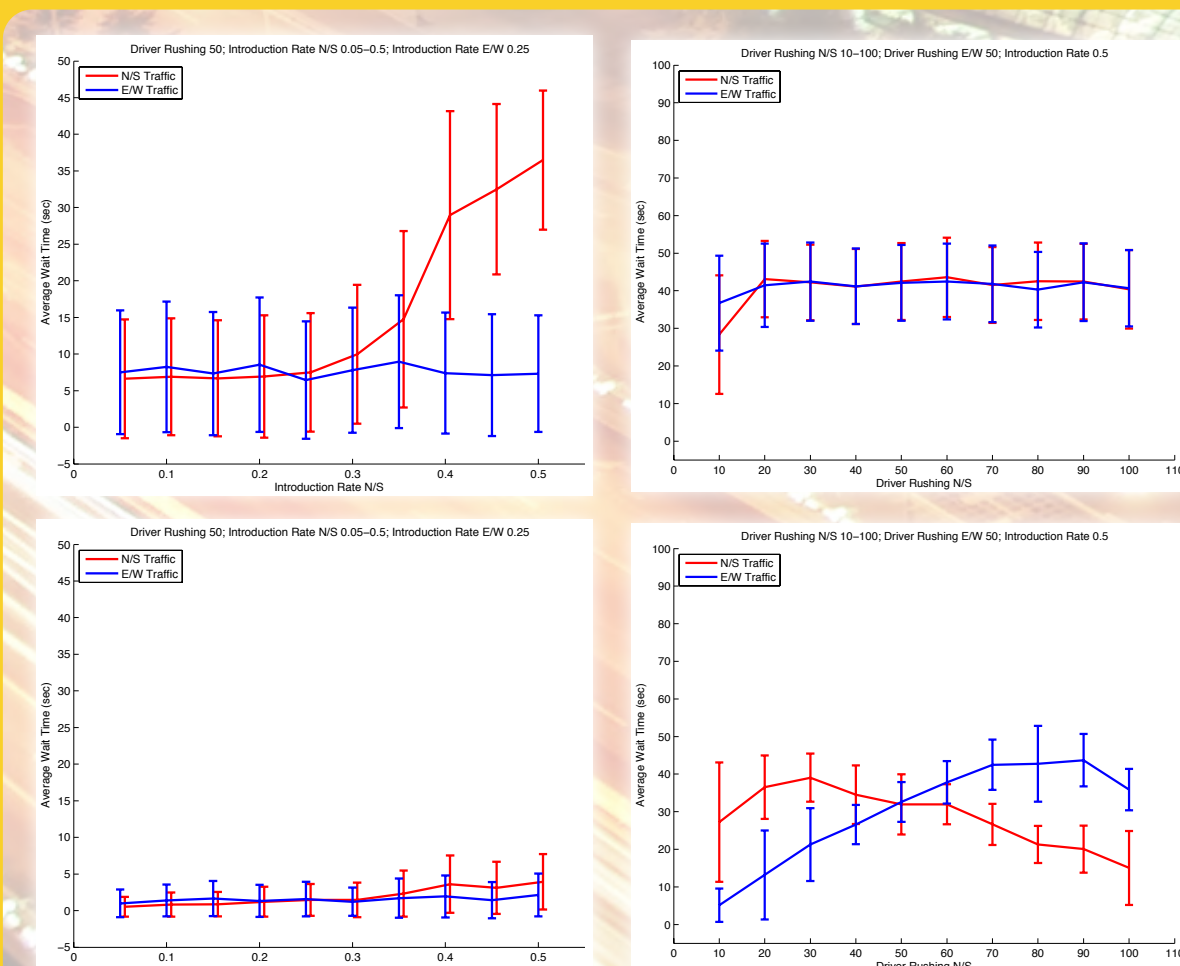 Driver Rushing 50; Introduction Rate N/S 0.05−0.5; Introduction Rate E/W 0.25
N/S Traffic
E/W Traffic
Average Wait Time (sec)
50
45
40
35
30
25
20
15
10
5
0
−5
0 0.1 0.2 0.3 0.4 0.5
Introduction Rate N/S
Driver Rushing N/S 10−100; Driver Rushing E/W 50; Introduction Rate 0.5
N/S Traffic
E/W Traffic
Average Wait Time (sec)
100
90
80
70
60
50
40
30
20
10
0
0 10 20 30 40 50 60 70 80 90 100 110
Driver Rushing N/S
Driver Rushing 50; Introduction Rate N/S 0.05−0.5; Introduction Rate E/W 0.25
N/S Traffic
E/W Traffic
Average Wait Time (sec)
50
45
40
35
30
25
20
15
10
5
0
−5
0 0.1 0.2 0.3 0.4 0.5
Driver Rushing N/S 10−100; Driver Rushing E/W 50; Introduction Rate 0.5
N/S Traffic
E/W Traffic
Average Wait Time (sec)
100
90
80
70
60
50
40
30
20
10
0
0 10 20 30 40 50 60 70 80 90 100 110
Driver Rushing N/S